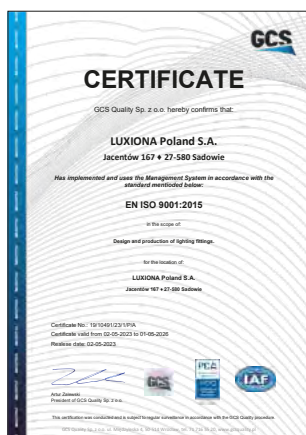 GCS
CERTIFICATE
GCS Quality Sp. z o.o. hereby confirms that:
LUXIONA Poland S.A.
Jacentów 167 ♦ 27-580 Sadowie
Has implemented and uses the Management System in accordance with the
standard mentioded below:
EN ISO 9001:2015
in the scope of:
Design and production of lighting fittings.
for the location of:
LUXIONA Poland S.A.
Jacentów 167 ♦ 27-580 Sadowie
Certificate No.: 19/10491/23/1/PIA
Certificate valid from 02-05-2023 to 01-05-2026
Release date: 02-05-2023
Artur Zalewski
President of GCS Quality Sp. z o.o.
GCS
PCA
IAF
This certification was conducted and is subject to regular surveillance in accordance with the GCS Quality procedure.
GCS Quality Sp. z o.o.